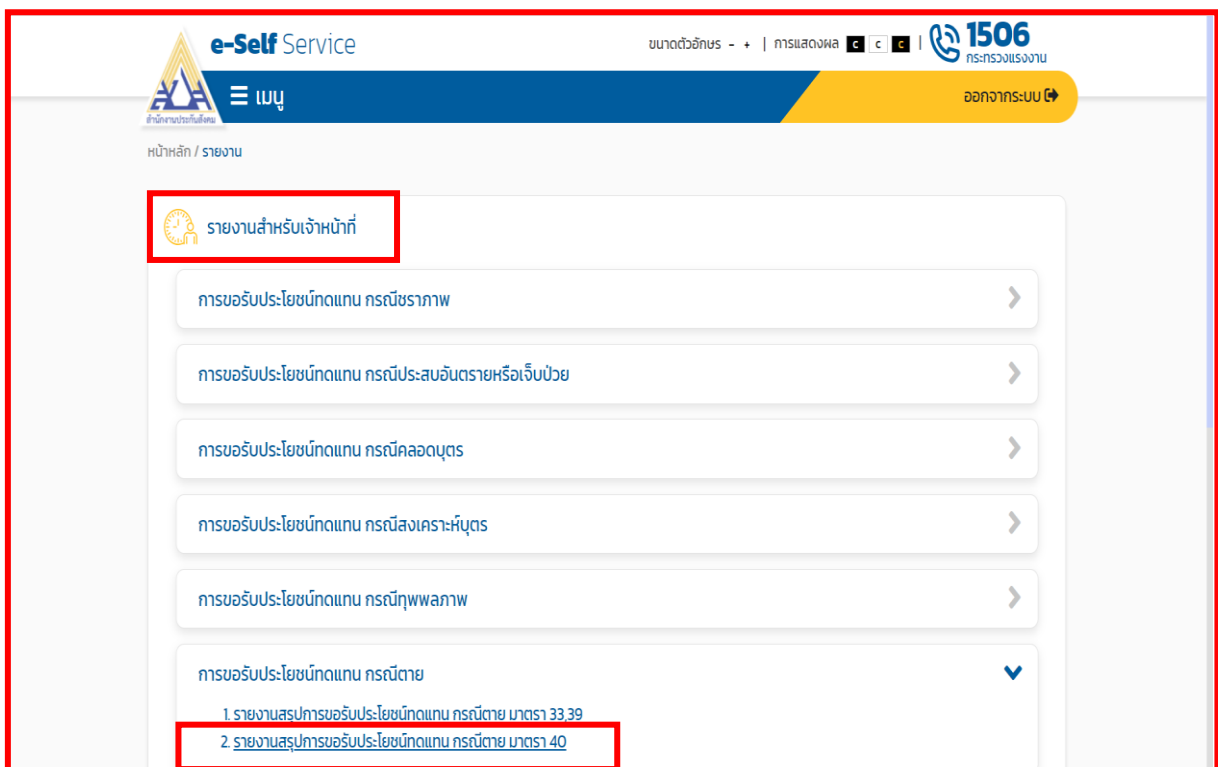 e-Self Service
ขนาดตัวอักษร - + | การแสดงผล C C C | 1506
กระทรวงแรงงาน
สำนักงานประกันสังคม
เมนู
ออกจากระบบ
หน้าหลัก / รายงาน
รายงานสำหรับเจ้าหน้าที่
การขอรับประโยชน์ทดแทน กรณีชราภาพ
การขอรับประโยชน์ทดแทน กรณีประสบอันตรายหรือเจ็บป่วย
การขอรับประโยชน์ทดแทน กรณีคลอดบุตร
การขอรับประโยชน์ทดแทน กรณีสงเคราะห์บุตร
การขอรับประโยชน์ทดแทน กรณีทุพพลภาพ
การขอรับประโยชน์ทดแทน กรณีตาย
1. รายงานสรุปการขอรับประโยชน์ทดแทน กรณีตาย มาตรา 33,39
2. รายงานสรุปการขอรับประโยชน์ทดแทน กรณีตาย มาตรา 40